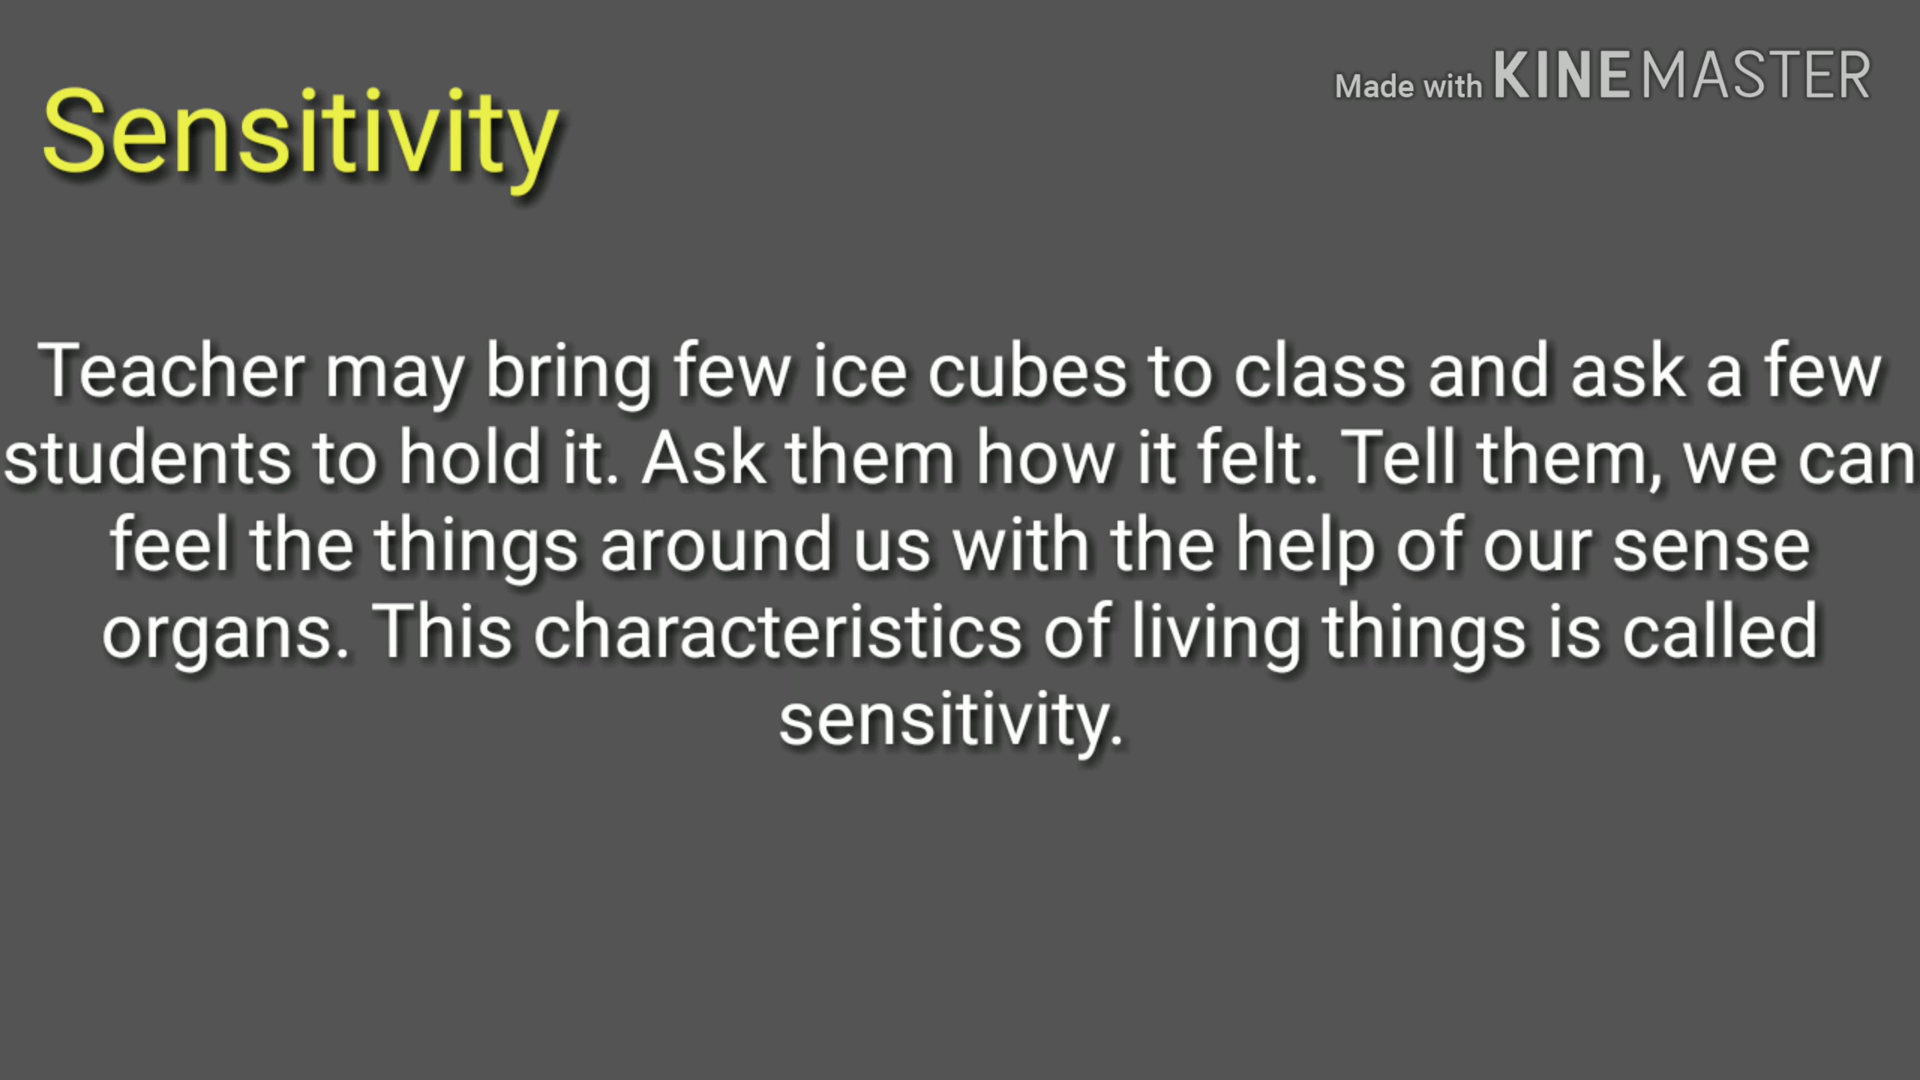 Made with KINEMASTER
Sensitivity
Teacher may bring few ice cubes to class and ask a few
students to hold it. Ask them how it felt. Tell them, we can
feel the things around us with the help of our sense
organs. This characteristics of living things is called
sensitivity.